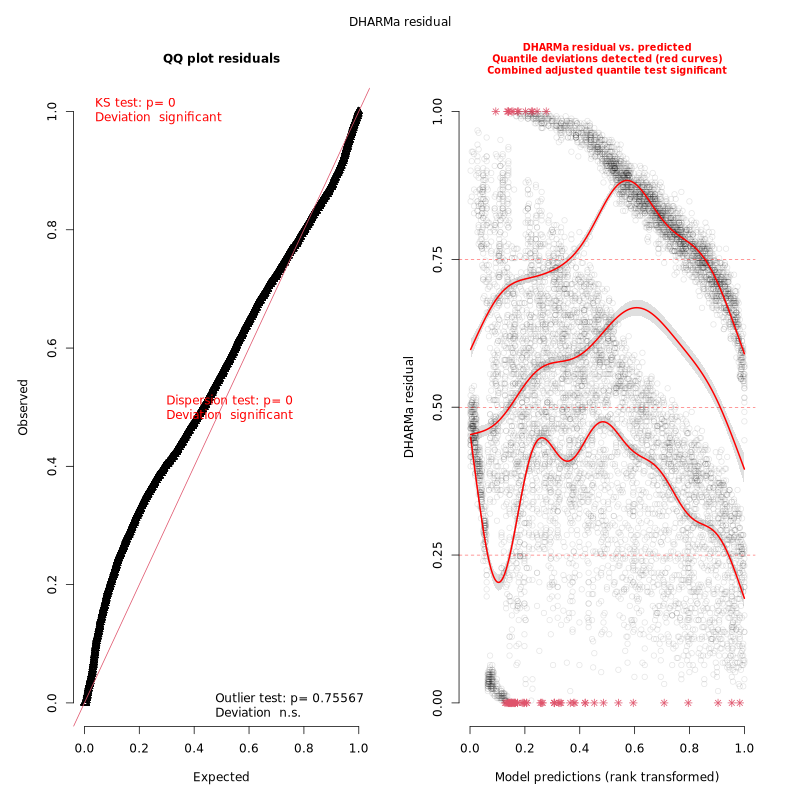 DHARMa residual
QQ plot residuals
KS test: p= 0
Deviation significant
Dispersion test: p= 0
Deviation significant
Outlier test: p= 0.75567
Deviation n.s.
Observed
0.0
0.2
0.4
0.6
0.8
1.0
0.0 0.2 0.4 0.6 0.8 1.0
Expected
DHARMa residual vs. predicted
Quantile deviations detected (red curves)
Combined adjusted quantile test significant
DHARMa residual
0.00
0.25
0.50
0.75
1.00
0.0 0.2 0.4 0.6 0.8 1.0
Model predictions (rank transformed)